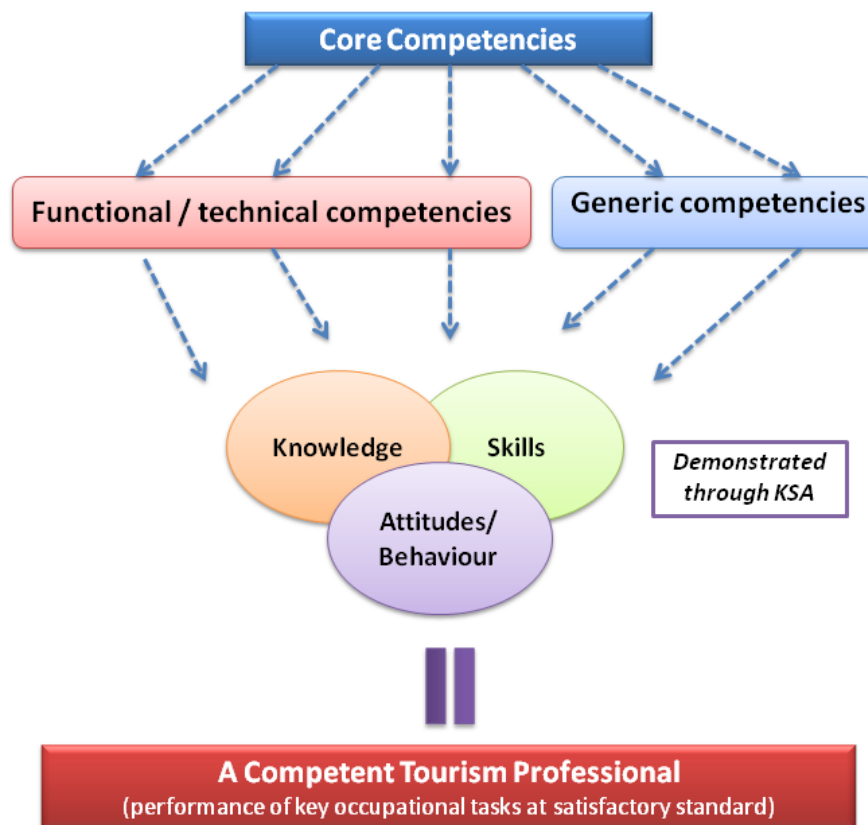 Core Competencies
Functional / technical competencies
Generic competencies
Knowledge
Skills
Attitudes/
Behaviour
Demonstrated
through KSA
A Competent Tourism Professional
(performance of key occupational tasks at satisfactory standard)